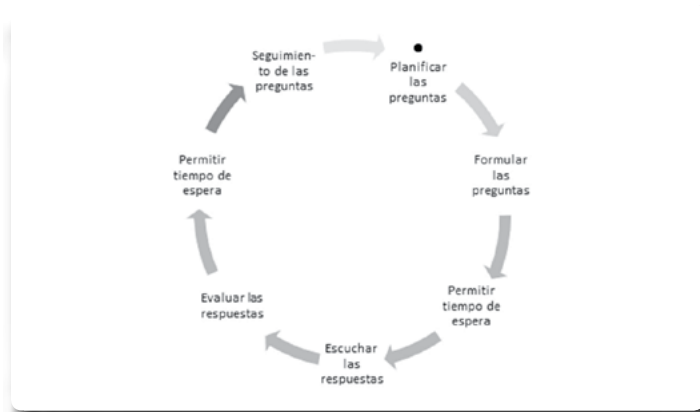 Planificar
las
preguntas
Formular
las
preguntas
Permitir
tiempo de
espera
Escuchar
las
respuestas
Evaluar las
respuestas
Permitir
tiempo de
espera
Seguimien-
to de las
preguntas